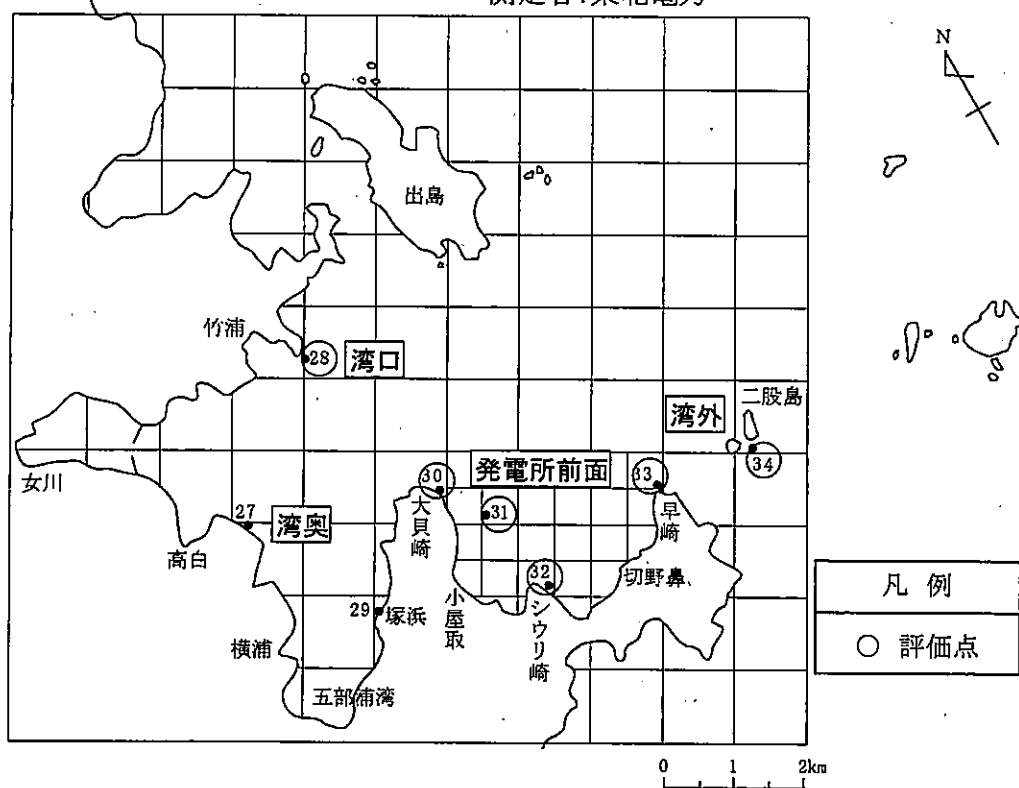 測定者:東北電力
N
出島
竹浦
28
湾口
二股島
湾外
34
女川
30
発電所前面
33
27
湾奥
大貝崎
31
早崎
高白
32
切野鼻
29
塚浜
小屋取
シウリ崎
横浦
五部浦湾
凡例
○ 評価点
0 1 2km